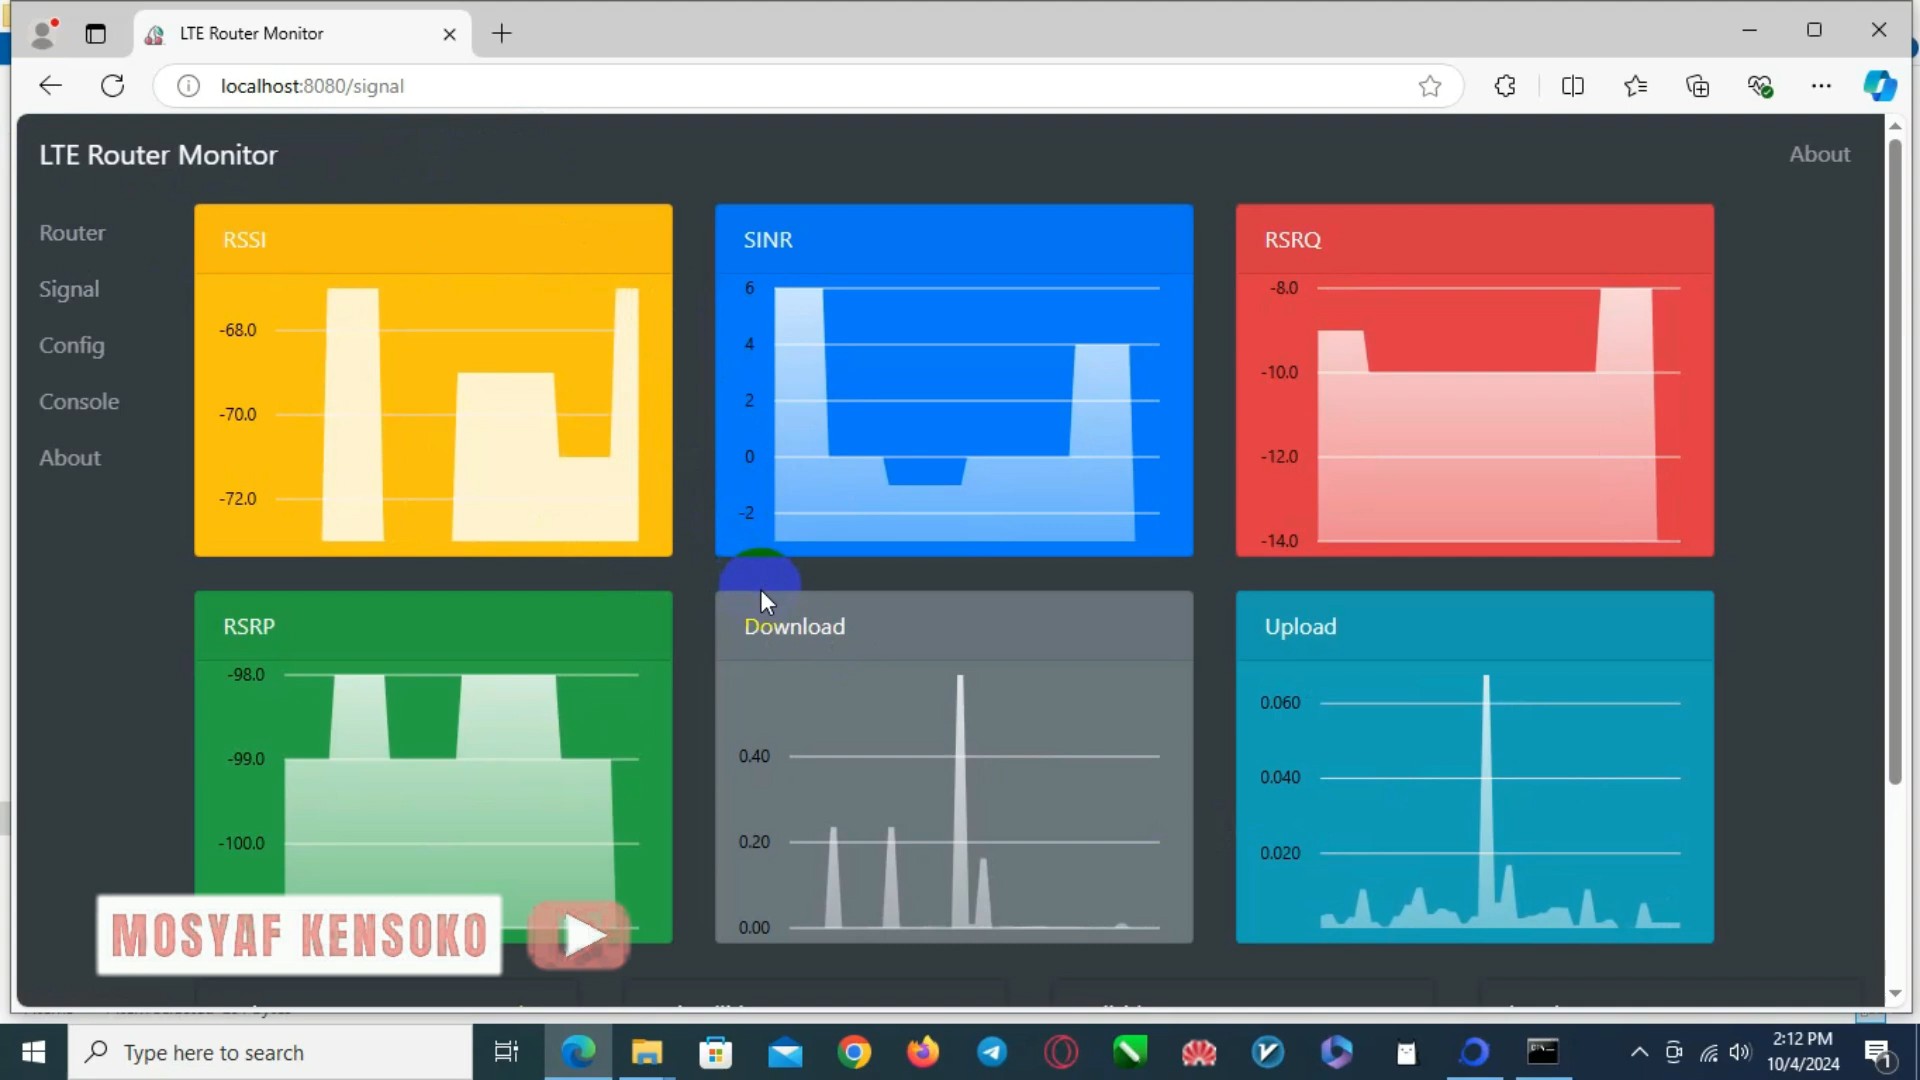 LTE Router Monitor
localhost:8080/signal
LTE Router Monitor
About
Router
Signal
Config
Console
About
RSSI
-68.0
-70.0
-72.0
SINR
6
4
2
0
-2
RSRQ
-8.0
-10.0
-12.0
-14.0
RSRP
-98.0
-99.0
-100.0
Download
0.40
0.20
0.00
Upload
0.060
0.040
0.020
MOSYAF KENSOKO
Type here to search
2:12 PM
10/4/2024
1